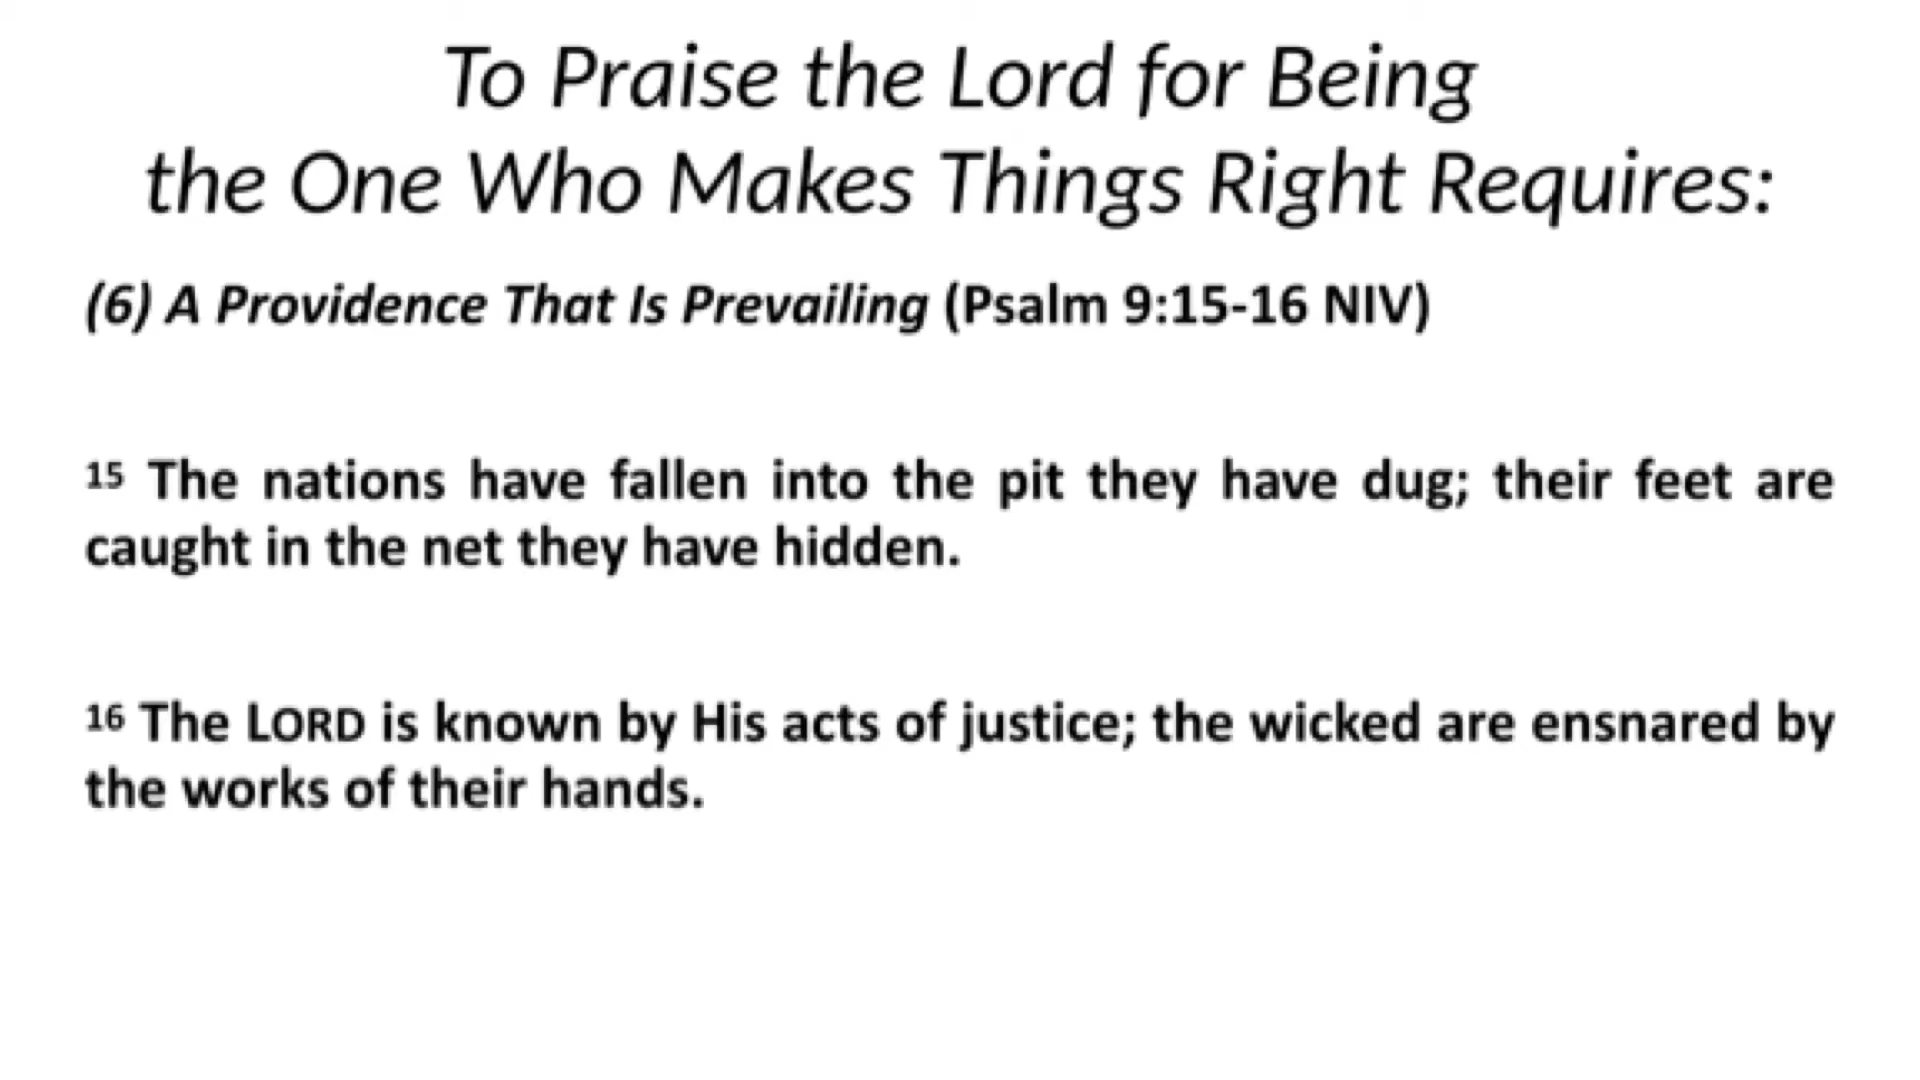 To Praise the Lord for Being
the One Who Makes Things Right Requires:
(6) A Providence That Is Prevailing (Psalm 9:15-16 NIV)
15 The nations have fallen into the pit they have dug; their feet are
caught in the net they have hidden.
16 The LORD is known by His acts of justice; the wicked are ensnared by
the works of their hands.